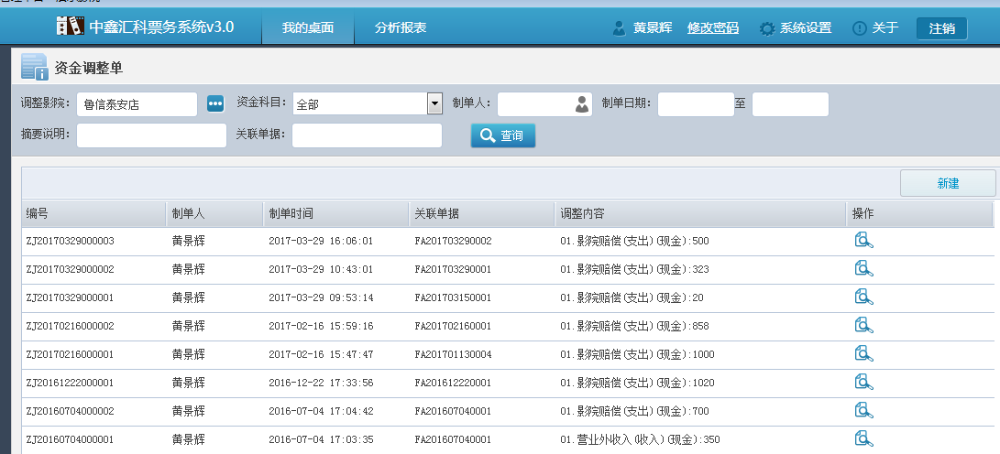 中鑫汇科票务系统v3.0 我的桌面 分析报表 黄景辉 修改密码 系统设置 关于 注销
资金调整单
调整影院: 鲁信泰安店 资金科目: 全部 制单人: 制单日期: 至
摘要说明: 关联单据: 查询
新建
编号 制单人 制单时间 关联单据 调整内容 操作
ZJ20170329000003 黄景辉 2017-03-29 16:06:01 FA201703290002 01.影院赔偿(支出)(现金):500
ZJ20170329000002 黄景辉 2017-03-29 10:43:01 FA201703290001 01.影院赔偿(支出)(现金):323
ZJ20170329000001 黄景辉 2017-03-29 09:53:14 FA201703150001 01.影院赔偿(支出)(现金):20
ZJ20170216000002 黄景辉 2017-02-16 15:59:16 FA201702160001 01.影院赔偿(支出)(现金):858
ZJ20170216000001 黄景辉 2017-02-16 15:47:47 FA201701130004 01.影院赔偿(支出)(现金):1000
ZJ20161222000001 黄景辉 2016-12-22 17:33:56 FA201612220001 01.影院赔偿(支出)(现金):1020
ZJ20160704000002 黄景辉 2016-07-04 17:04:42 FA201607040001 01.影院赔偿(支出)(现金):700
ZJ20160704000001 黄景辉 2016-07-04 17:03:35 FA201607040001 01.营业外收入(收入)(现金):350